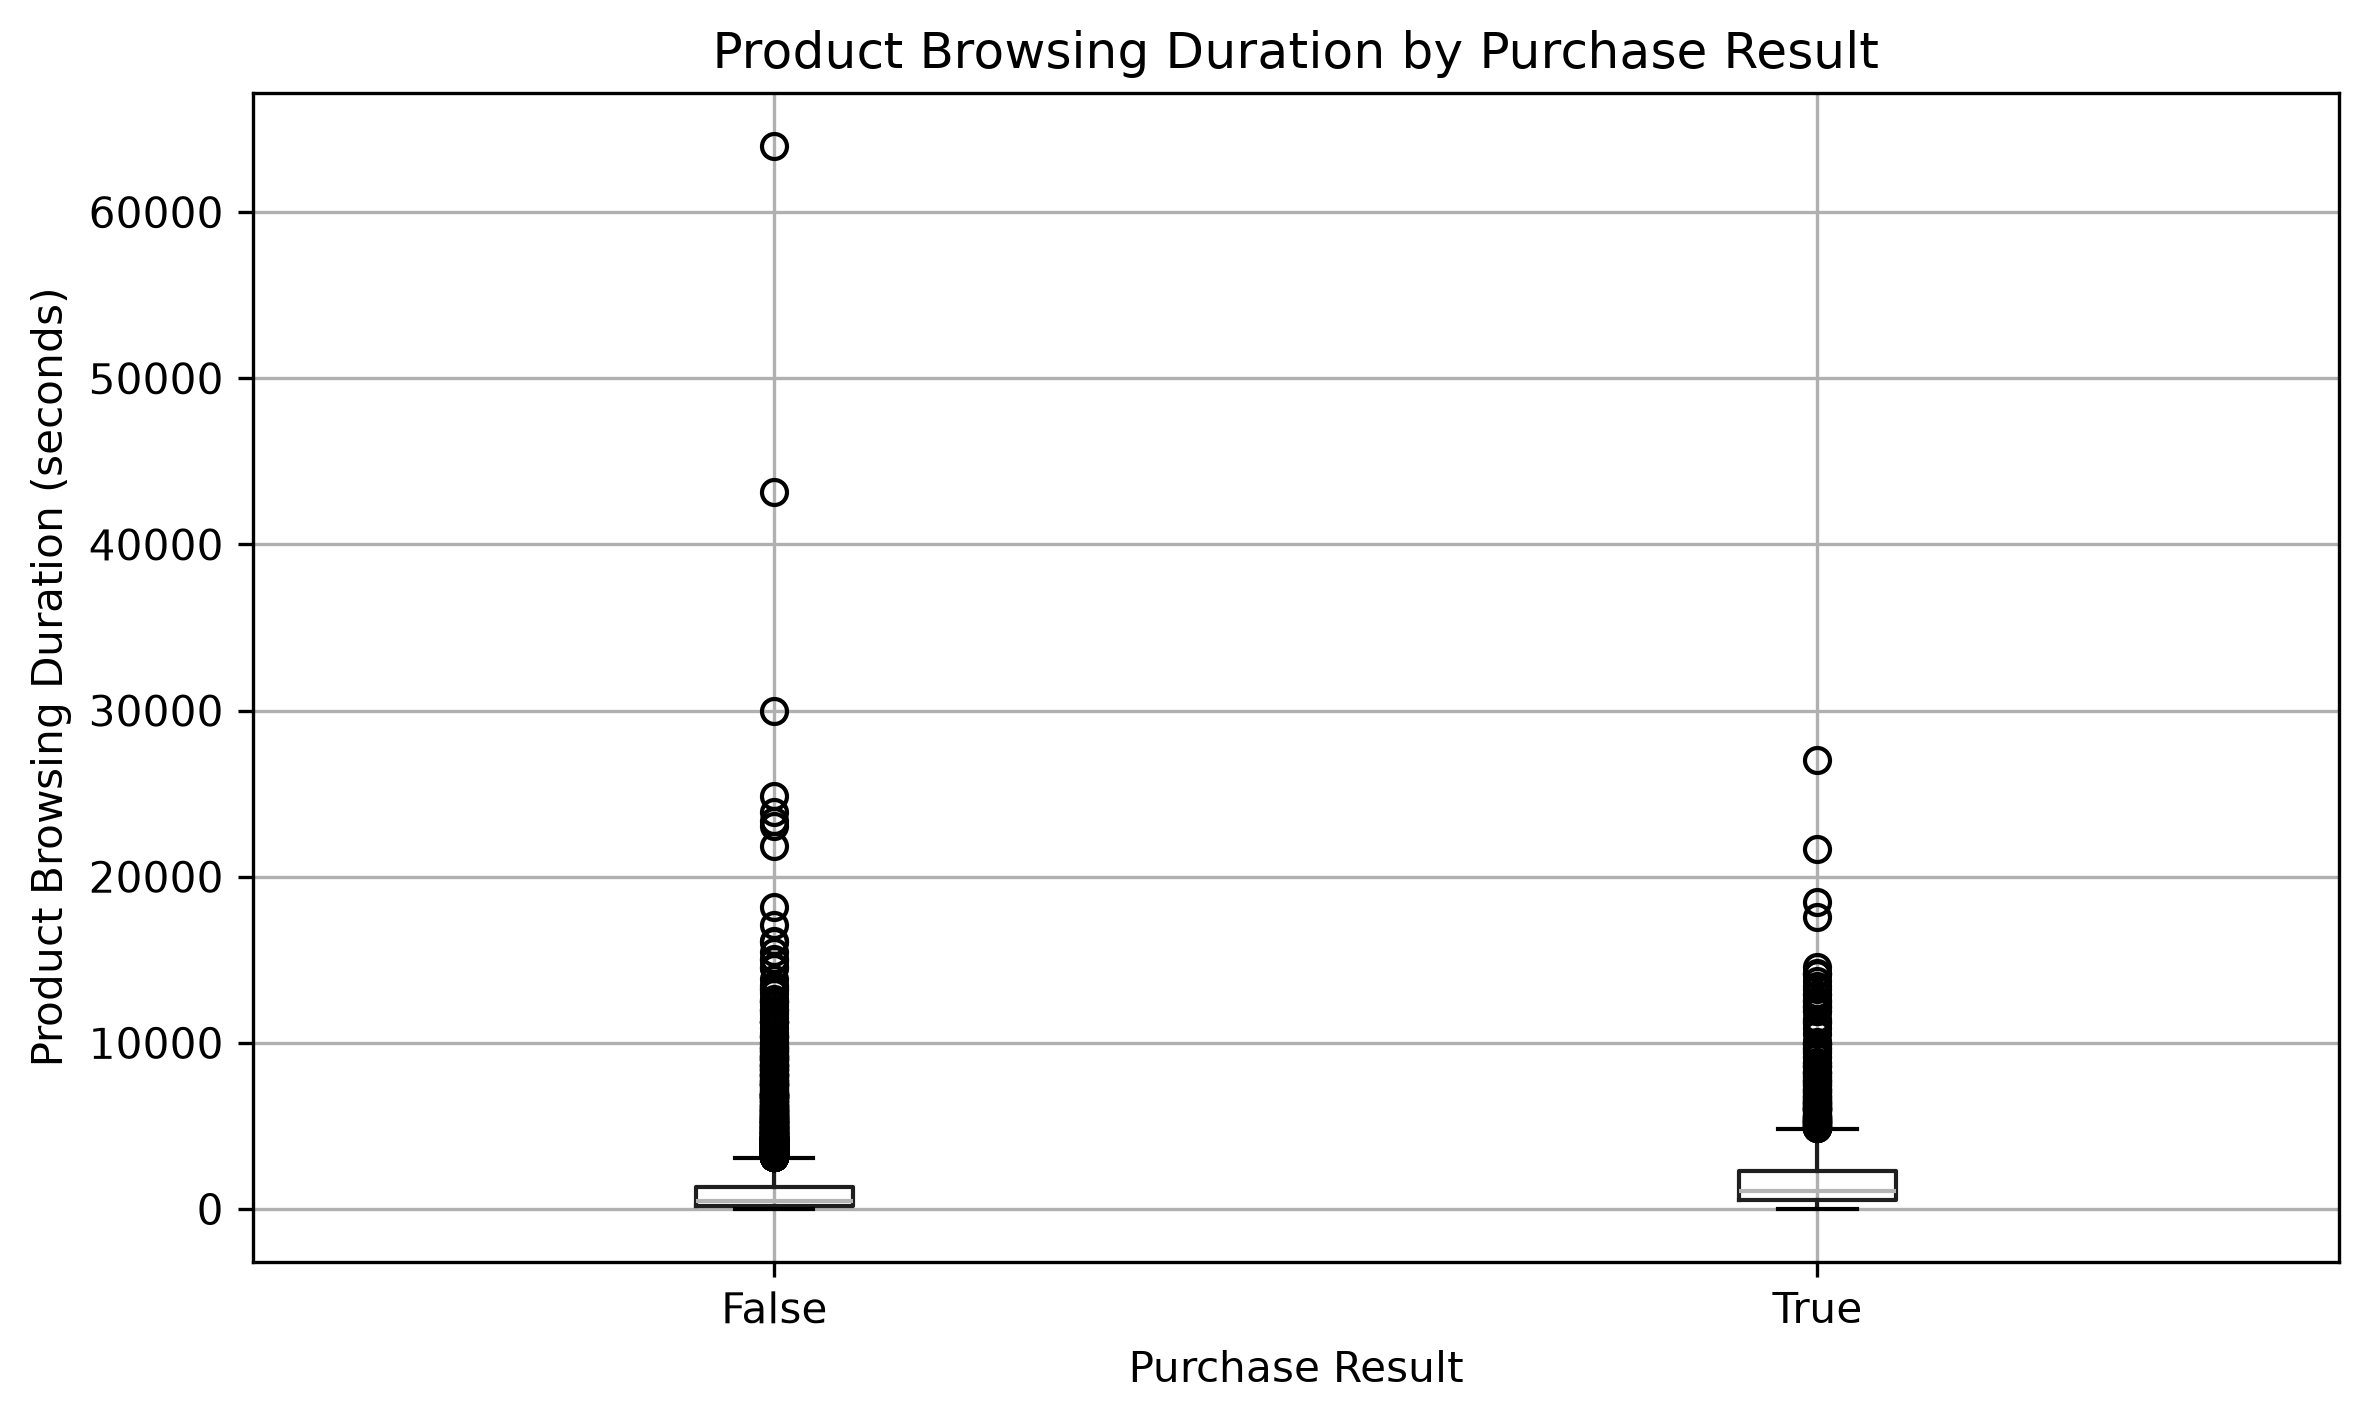 Product Browsing Duration by Purchase Result
Product Browsing Duration (seconds)
60000
50000
40000
30000
20000
10000
0
False
True
Purchase Result